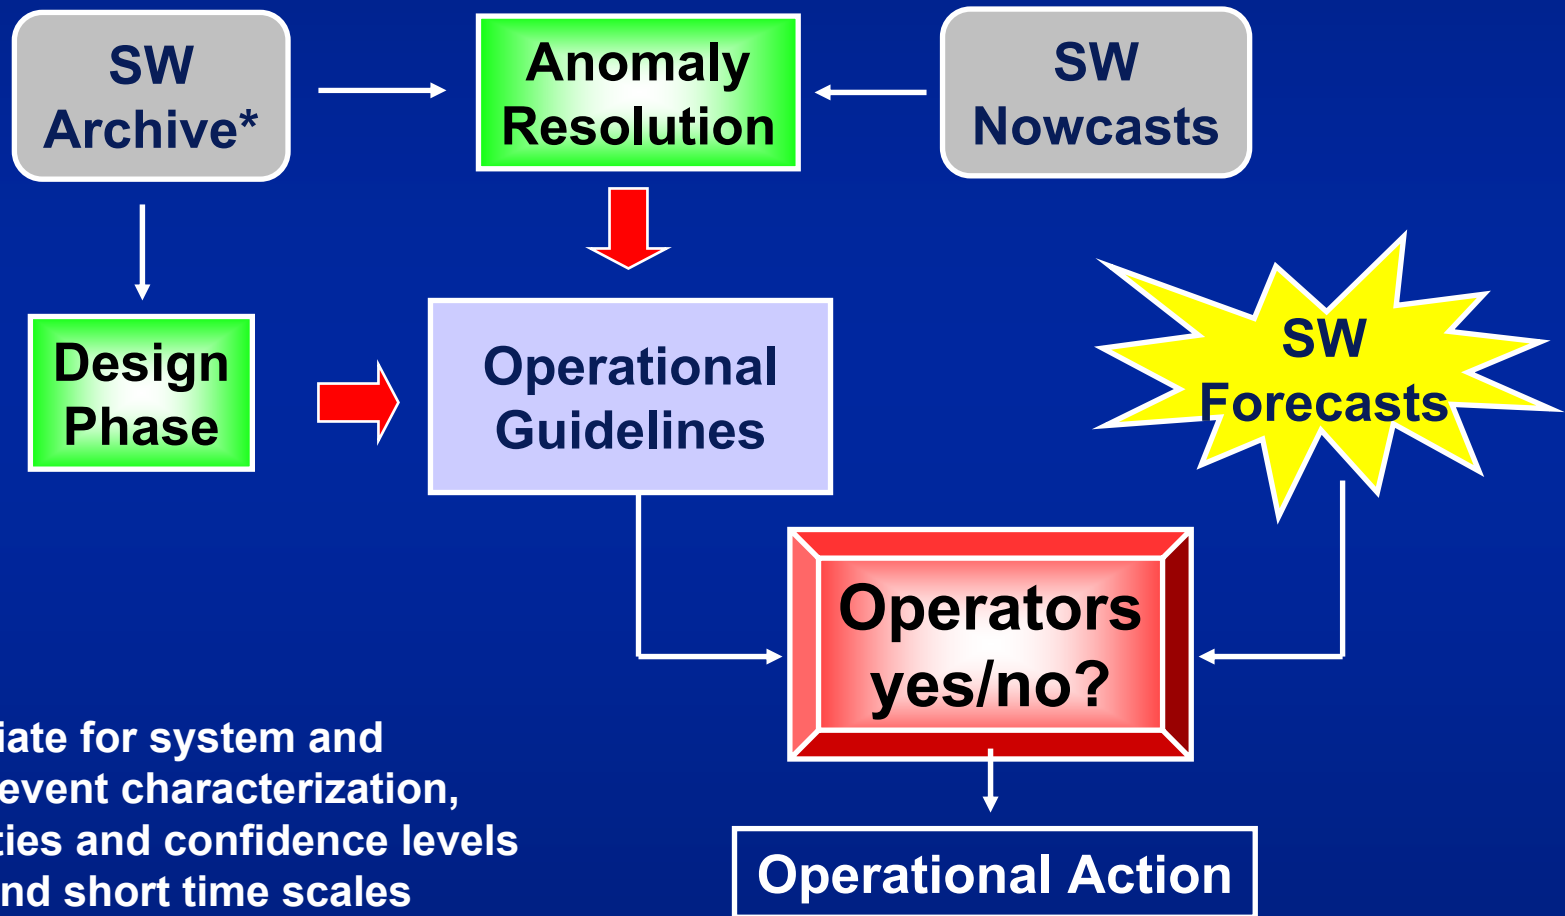 SW
Archive*
Anomaly
Resolution
SW
Nowcasts
Design
Phase
Operational
Guidelines
SW
Forecasts
Operators
yes/no?
iate for system and
event characterization,
ties and confidence levels
nd short time scales
Operational Action